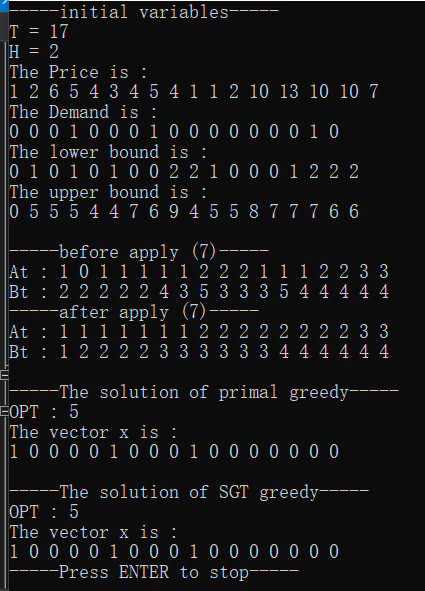 -----initial variables-----
T = 17
H = 2
The Price is :
1 2 6 5 4 3 4 5 4 1 1 2 10 13 10 10 7
The Demand is :
0 0 0 1 0 0 0 1 0 0 0 0 0 0 0 1 0
The lower bound is :
0 1 0 1 0 1 0 0 2 2 1 0 0 0 1 2 2 2
The upper bound is :
0 5 5 5 4 4 7 6 9 4 5 5 8 7 7 7 6 6
-----before apply (7)-----
At : 1 0 1 1 1 1 1 2 2 2 1 1 1 2 2 3 3
Bt : 2 2 2 2 2 4 3 5 3 3 3 5 4 4 4 4 4
-----after apply (7)-----
At : 1 1 1 1 1 1 1 2 2 2 2 2 2 2 2 3 3
Bt : 1 2 2 2 2 3 3 3 3 3 3 4 4 4 4 4 4
-----The solution of primal greedy-----
OPT : 5
The vector x is :
1 0 0 0 0 1 0 0 0 1 0 0 0 0 0 0 0
-----The solution of SGT greedy-----
OPT : 5
The vector x is :
1 0 0 0 0 1 0 0 0 1 0 0 0 0 0 0 0
-----Press ENTER to stop-----